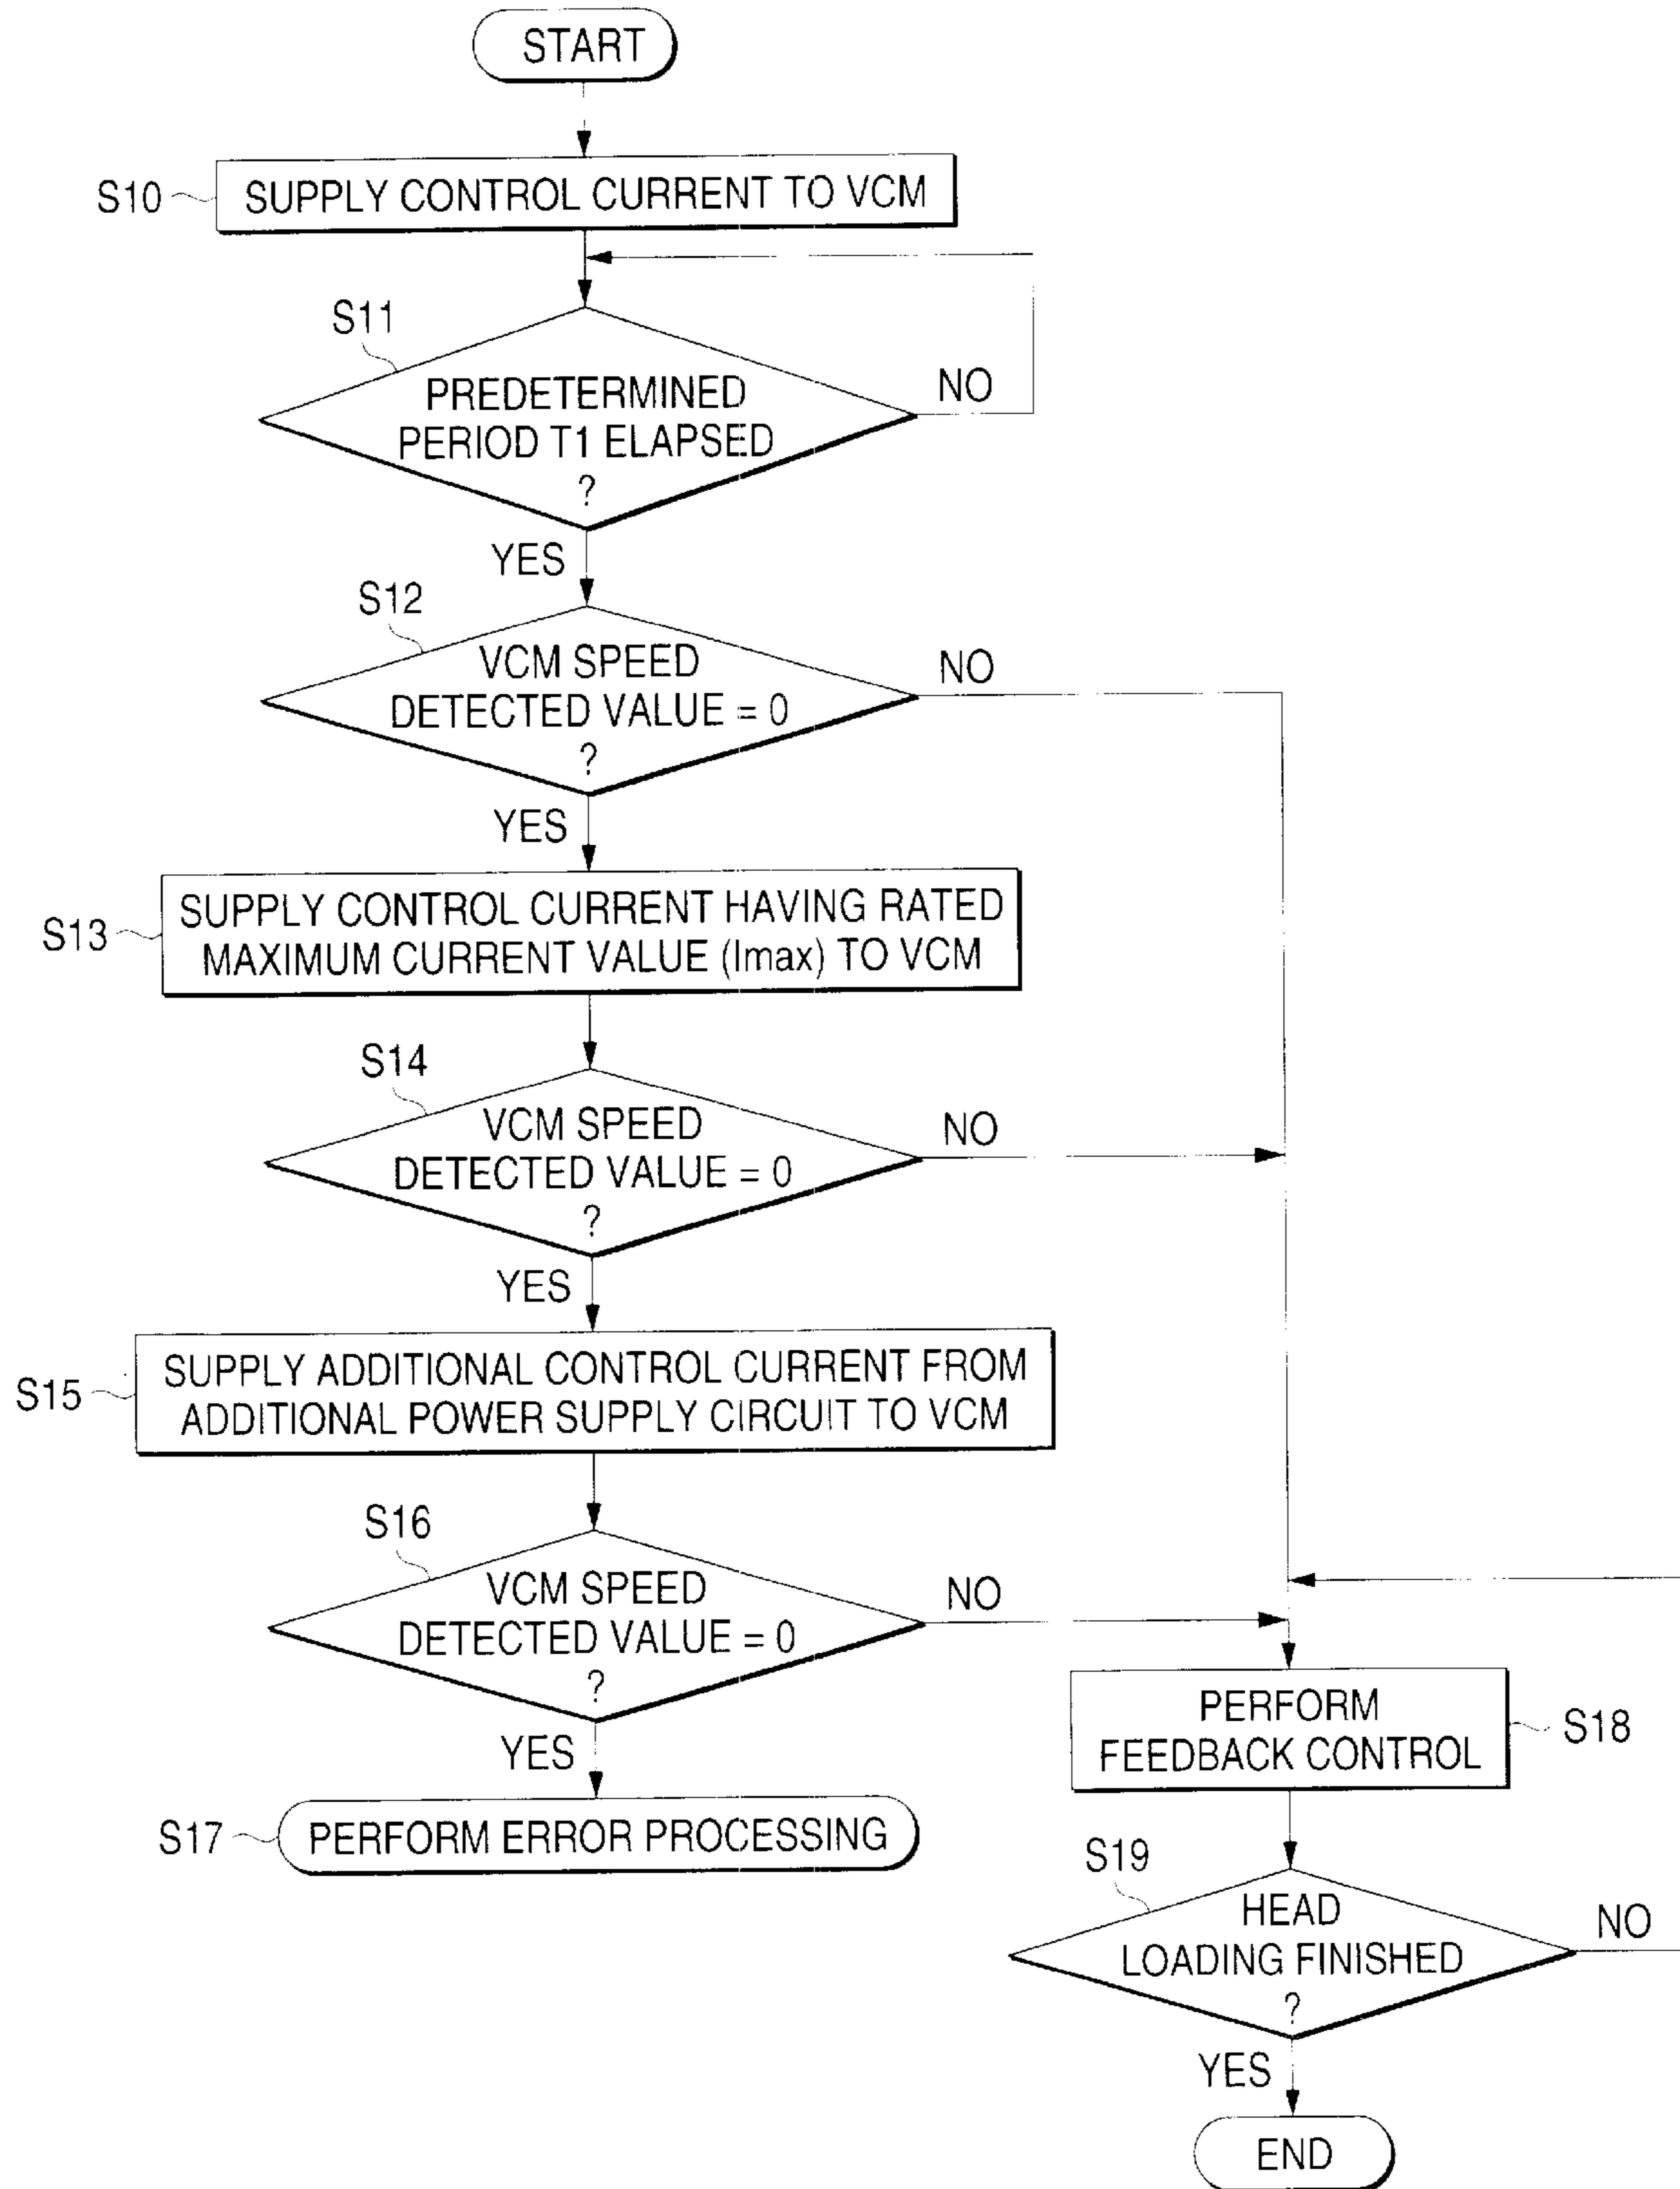 START
S10
SUPPLY CONTROL CURRENT TO VCM
S11
PREDETERMINED
PERIOD T1 ELAPSED
?
NO
YES
S12
VCM SPEED
DETECTED VALUE = 0
?
NO
YES
S13
SUPPLY CONTROL CURRENT HAVING RATED
MAXIMUM CURRENT VALUE (Imax) TO VCM
S14
VCM SPEED
DETECTED VALUE = 0
?
NO
YES
S15
SUPPLY ADDITIONAL CONTROL CURRENT FROM
ADDITIONAL POWER SUPPLY CIRCUIT TO VCM
S16
VCM SPEED
DETECTED VALUE = 0
?
NO
YES
S17
PERFORM ERROR PROCESSING
PERFORM
FEEDBACK CONTROL
S18
S19
HEAD
LOADING FINISHED
?
NO
YES
END